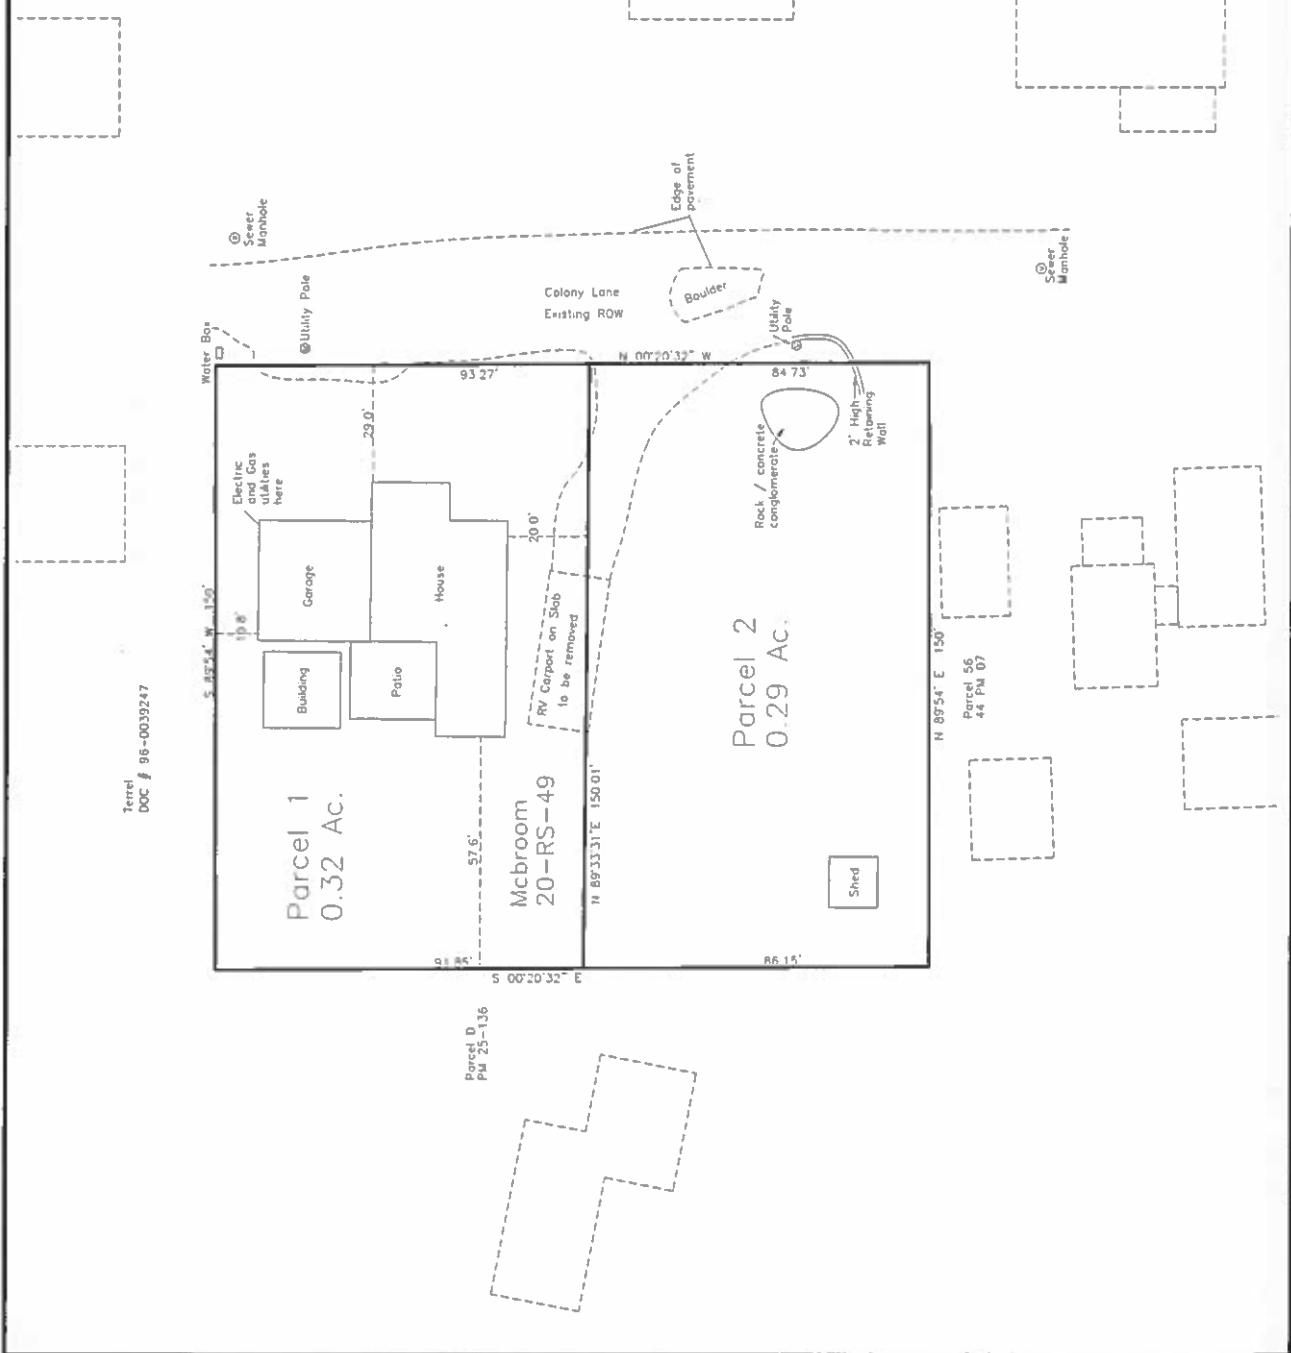 Sewer
Manhole
Edge of
pavement
Utility Pole
Water Box
Colony Lane
Existing ROW
Boulder
Utility
Pole
Sewer
Manhole
N 00°20'32" W
93.27'
84.73'
29.0'
2' High
Retaining
Wall
Rock / concrete
conglomerate
Electric
and Gas
utilities
here
20.0'
Garage
House
S 89°54' W 150'
10.8'
RV Carport on Slab
to be removed
Building
Patio
Parcel 2
0.29 Ac.
N 89°54' E 150'
Parcel 56
44 PM 07
Terrel
DOC # 96-0039247
Parcel 1
0.32 Ac.
57.6'
Mcbroom
20-RS-49
N 89°33'31"E 150.01'
Shed
91.85'
86.15'
S 00°20'32" E
Parcel D
PM 25-136